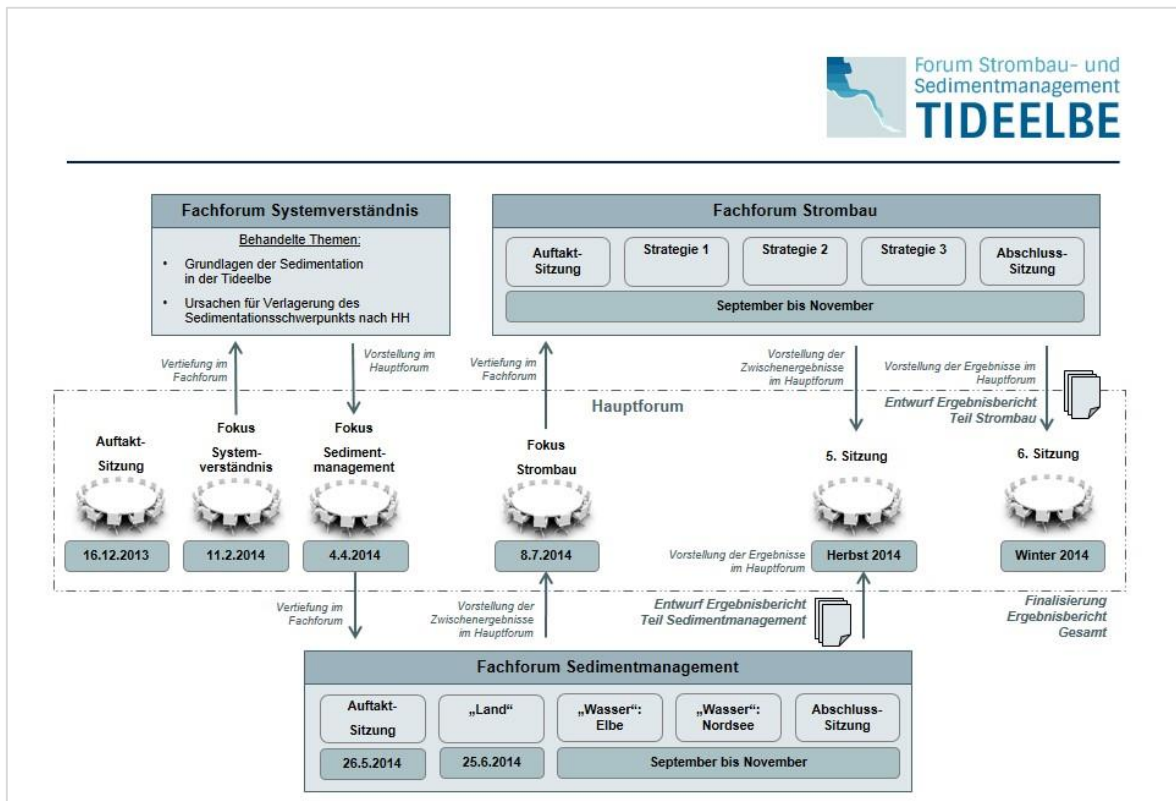 Forum Strombau- und
Sedimentmanagement
TIDEELBE
Fachforum Systemverständnis
Behandelte Themen:
• Grundlagen der Sedimentation
in der Tideelbe
• Ursachen für Verlagerung des
Sedimentationsschwerpunkts nach HH
Fachforum Strombau
Auftakt-
Sitzung
Strategie 1
Strategie 2
Strategie 3
Abschluss-
Sitzung
September bis November
Vertiefung im
Fachforum
Vorstellung im
Hauptforum
Vertiefung im
Fachforum
Vorstellung der
Zwischenergebnisse
im Hauptforum
Vorstellung der Ergebnisse im
Hauptforum
Entwurf Ergebnisbericht
Teil Strombau
Hauptforum
Auftakt-
Sitzung
16.12.2013
Fokus
System-
verständnis
11.2.2014
Fokus
Sediment-
management
4.4.2014
Fokus
Strombau
8.7.2014
5. Sitzung
Herbst 2014
6. Sitzung
Winter 2014
Vorstellung der Ergebnisse
im Hauptforum
Vertiefung im
Fachforum
Vorstellung der
Zwischenergebnisse
im Hauptforum
Entwurf Ergebnisbericht
Teil Sedimentmanagement
Finalisierung
Ergebnisbericht
Gesamt
Fachforum Sedimentmanagement
Auftakt-
Sitzung
26.5.2014
„Land“
25.6.2014
„Wasser“:
Elbe
„Wasser“:
Nordsee
Abschluss-
Sitzung
September bis November